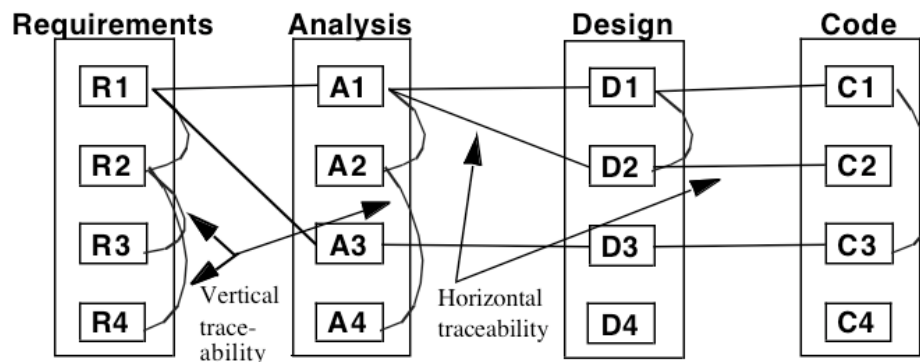 Requirements Analysis Design Code
R1 A1 D1 C1
R2 A2 D2 C2
R3 A3 D3 C3
R4 A4 D4 C4
Vertical
trace-
ability
Horizontal
traceability